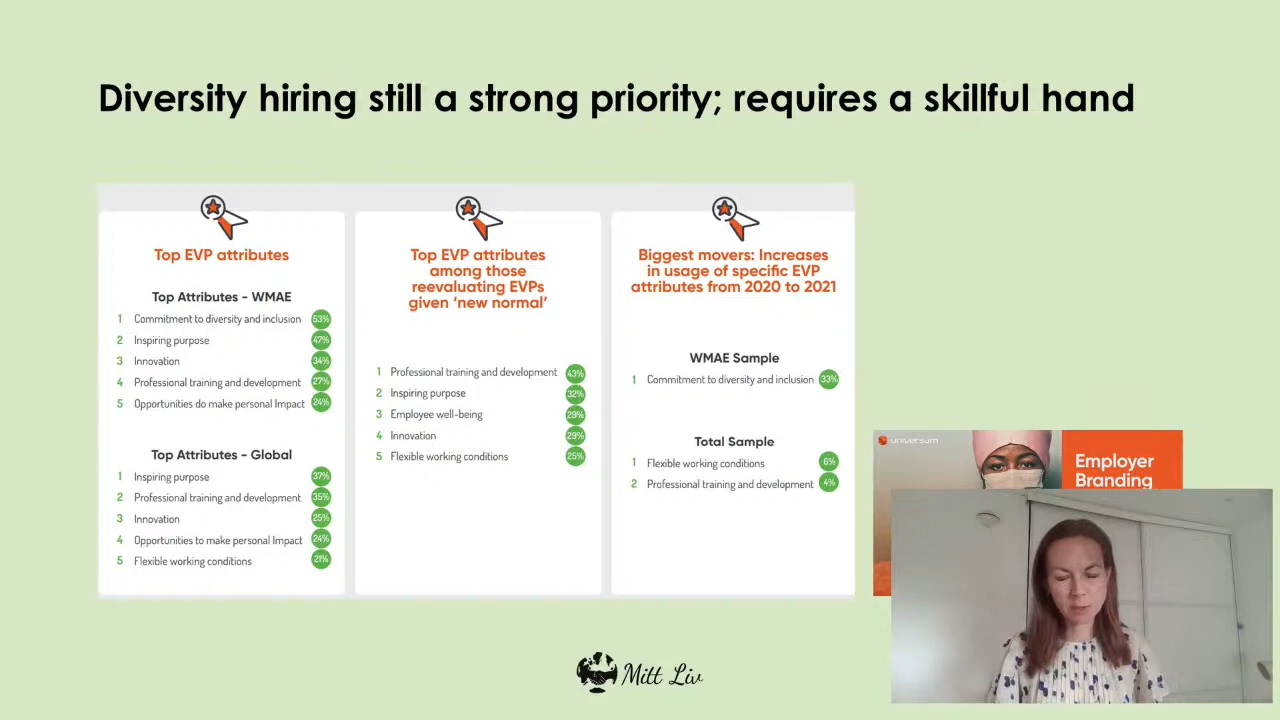 Diversity hiring still a strong priority; requires a skillful hand
Top EVP attributes
Top Attributes - WMAE
1 Commitment to diversity and inclusion 53%
2 Inspiring purpose 47%
3 Innovation 34%
4 Professional training and development 27%
5 Opportunities do make personal Impact 24%
Top Attributes - Global
1 Inspiring purpose 37%
2 Professional training and development 35%
3 Innovation 25%
4 Opportunities to make personal Impact 24%
5 Flexible working conditions 21%
Top EVP attributes
among those
reevaluating EVPs
given ‘new normal’
1 Professional training and development 43%
2 Inspiring purpose 32%
3 Employee well-being 29%
4 Innovation 29%
5 Flexible working conditions 25%
Biggest movers: Increases
in usage of specific EVP
attributes from 2020 to 2021
WMAE Sample
1 Commitment to diversity and inclusion 33%
Total Sample
1 Flexible working conditions 6%
2 Professional training and development 4%
universum
Employer
Branding
Mitt Liv